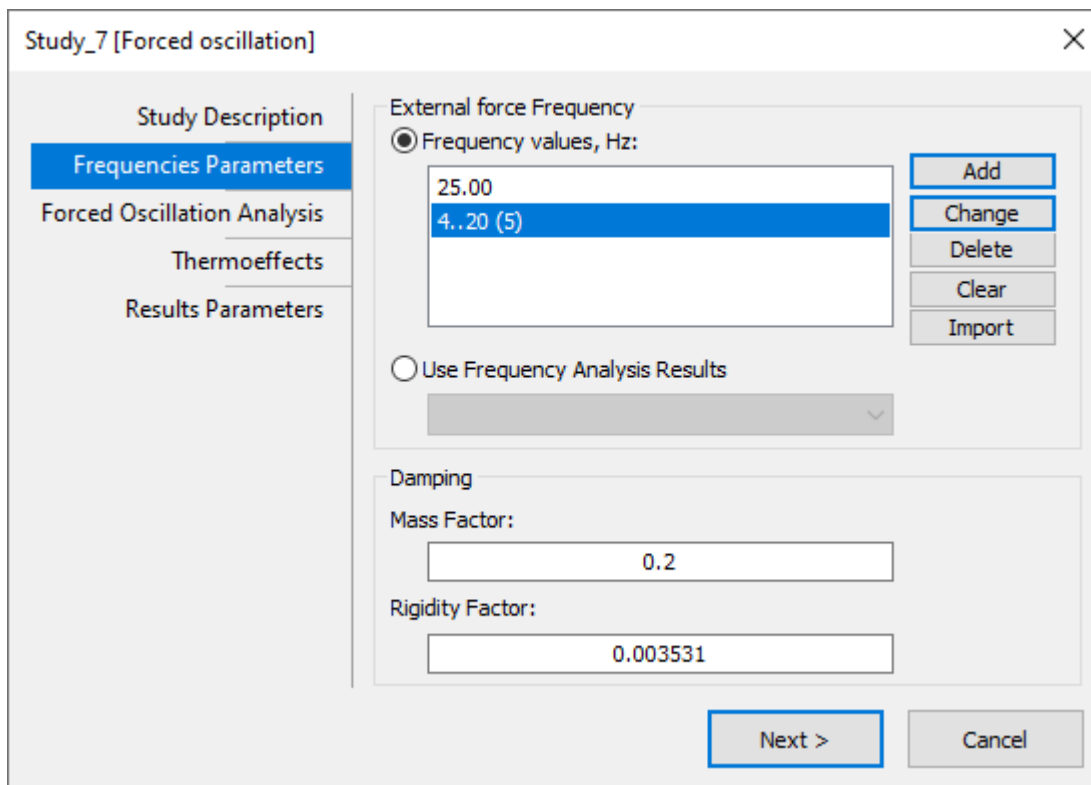 Study_7 [Forced oscillation]
Study Description
Frequencies Parameters
Forced Oscillation Analysis
Thermoeffects
Results Parameters
External force Frequency
Frequency values, Hz:
25.00
4..20 (5)
Add
Change
Delete
Clear
Import
Use Frequency Analysis Results
Damping
Mass Factor:
0.2
Rigidity Factor:
0.003531
Next >
Cancel